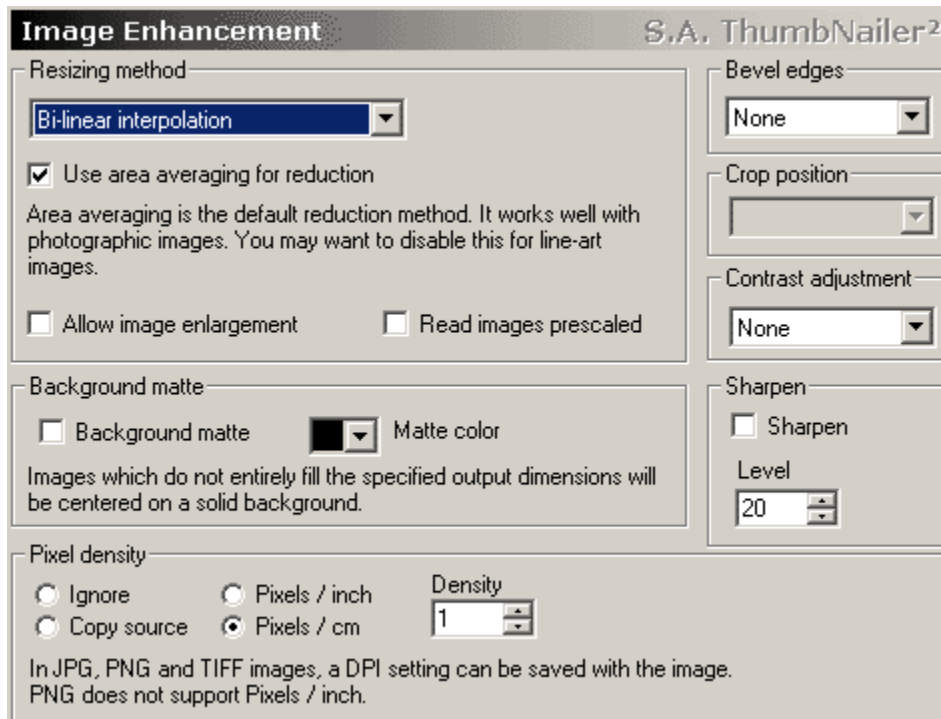 Image Enhancement
S.A. ThumbNailer²
Resizing method
Bi-linear interpolation
Use area averaging for reduction
Area averaging is the default reduction method. It works well with
photographic images. You may want to disable this for line-art
images.
Allow image enlargement
Read images prescaled
Bevel edges
None
Crop position
Contrast adjustment
None
Background matte
Background matte
Matte color
Images which do not entirely fill the specified output dimensions will
be centered on a solid background.
Sharpen
Sharpen
Level
20
Pixel density
Ignore
Pixels / inch
Copy source
Pixels / cm
Density
1
In JPG, PNG and TIFF images, a DPI setting can be saved with the image.
PNG does not support Pixels / inch.